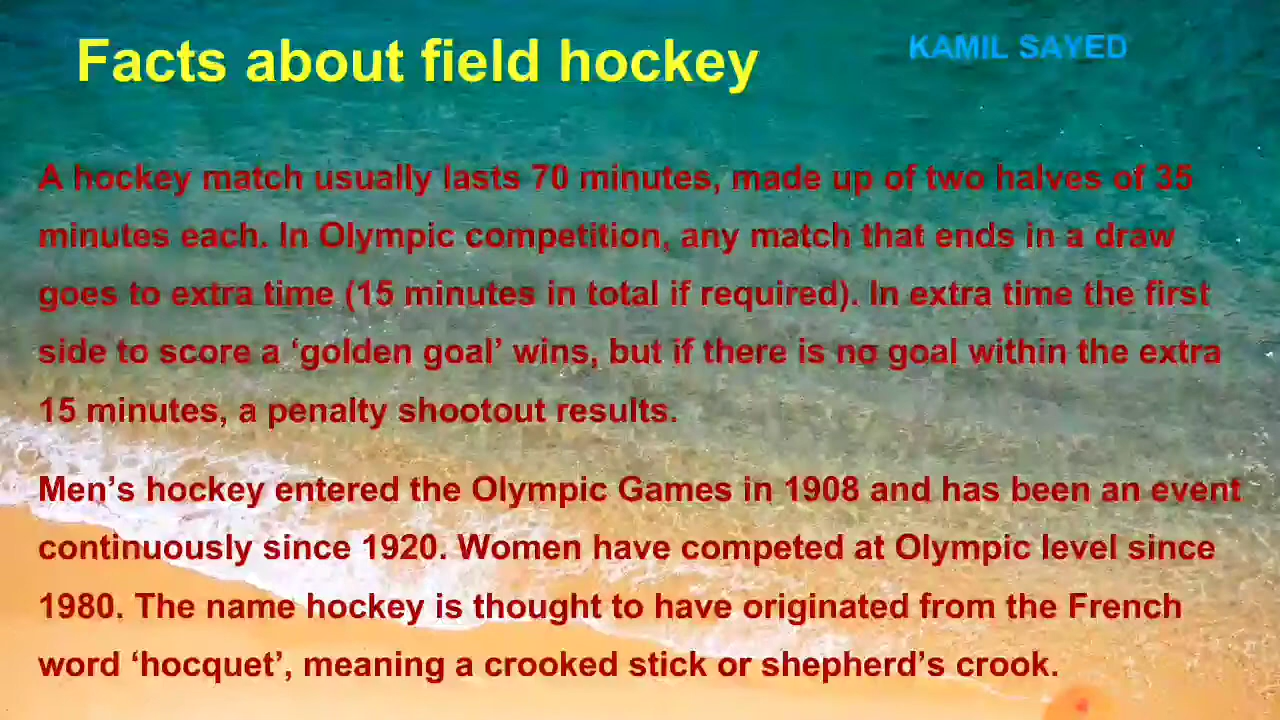 Facts about field hockey
KAMIL SAYED
A hockey match usually lasts 70 minutes, made up of two halves of 35
minutes each. In Olympic competition, any match that ends in a draw
goes to extra time (15 minutes in total if required). In extra time the first
side to score a ‘golden goal’ wins, but if there is no goal within the extra
15 minutes, a penalty shootout results.
Men’s hockey entered the Olympic Games in 1908 and has been an event
continuously since 1920. Women have competed at Olympic level since
1980. The name hockey is thought to have originated from the French
word ‘hocquet’, meaning a crooked stick or shepherd’s crook.